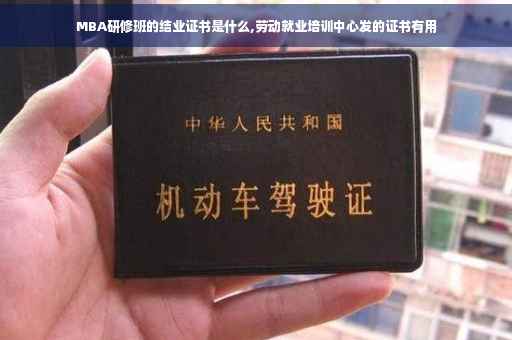 MBA研修班的结业证书是什么,劳动就业培训中心发的证书有用
中华人民共和国
机动车驾驶证